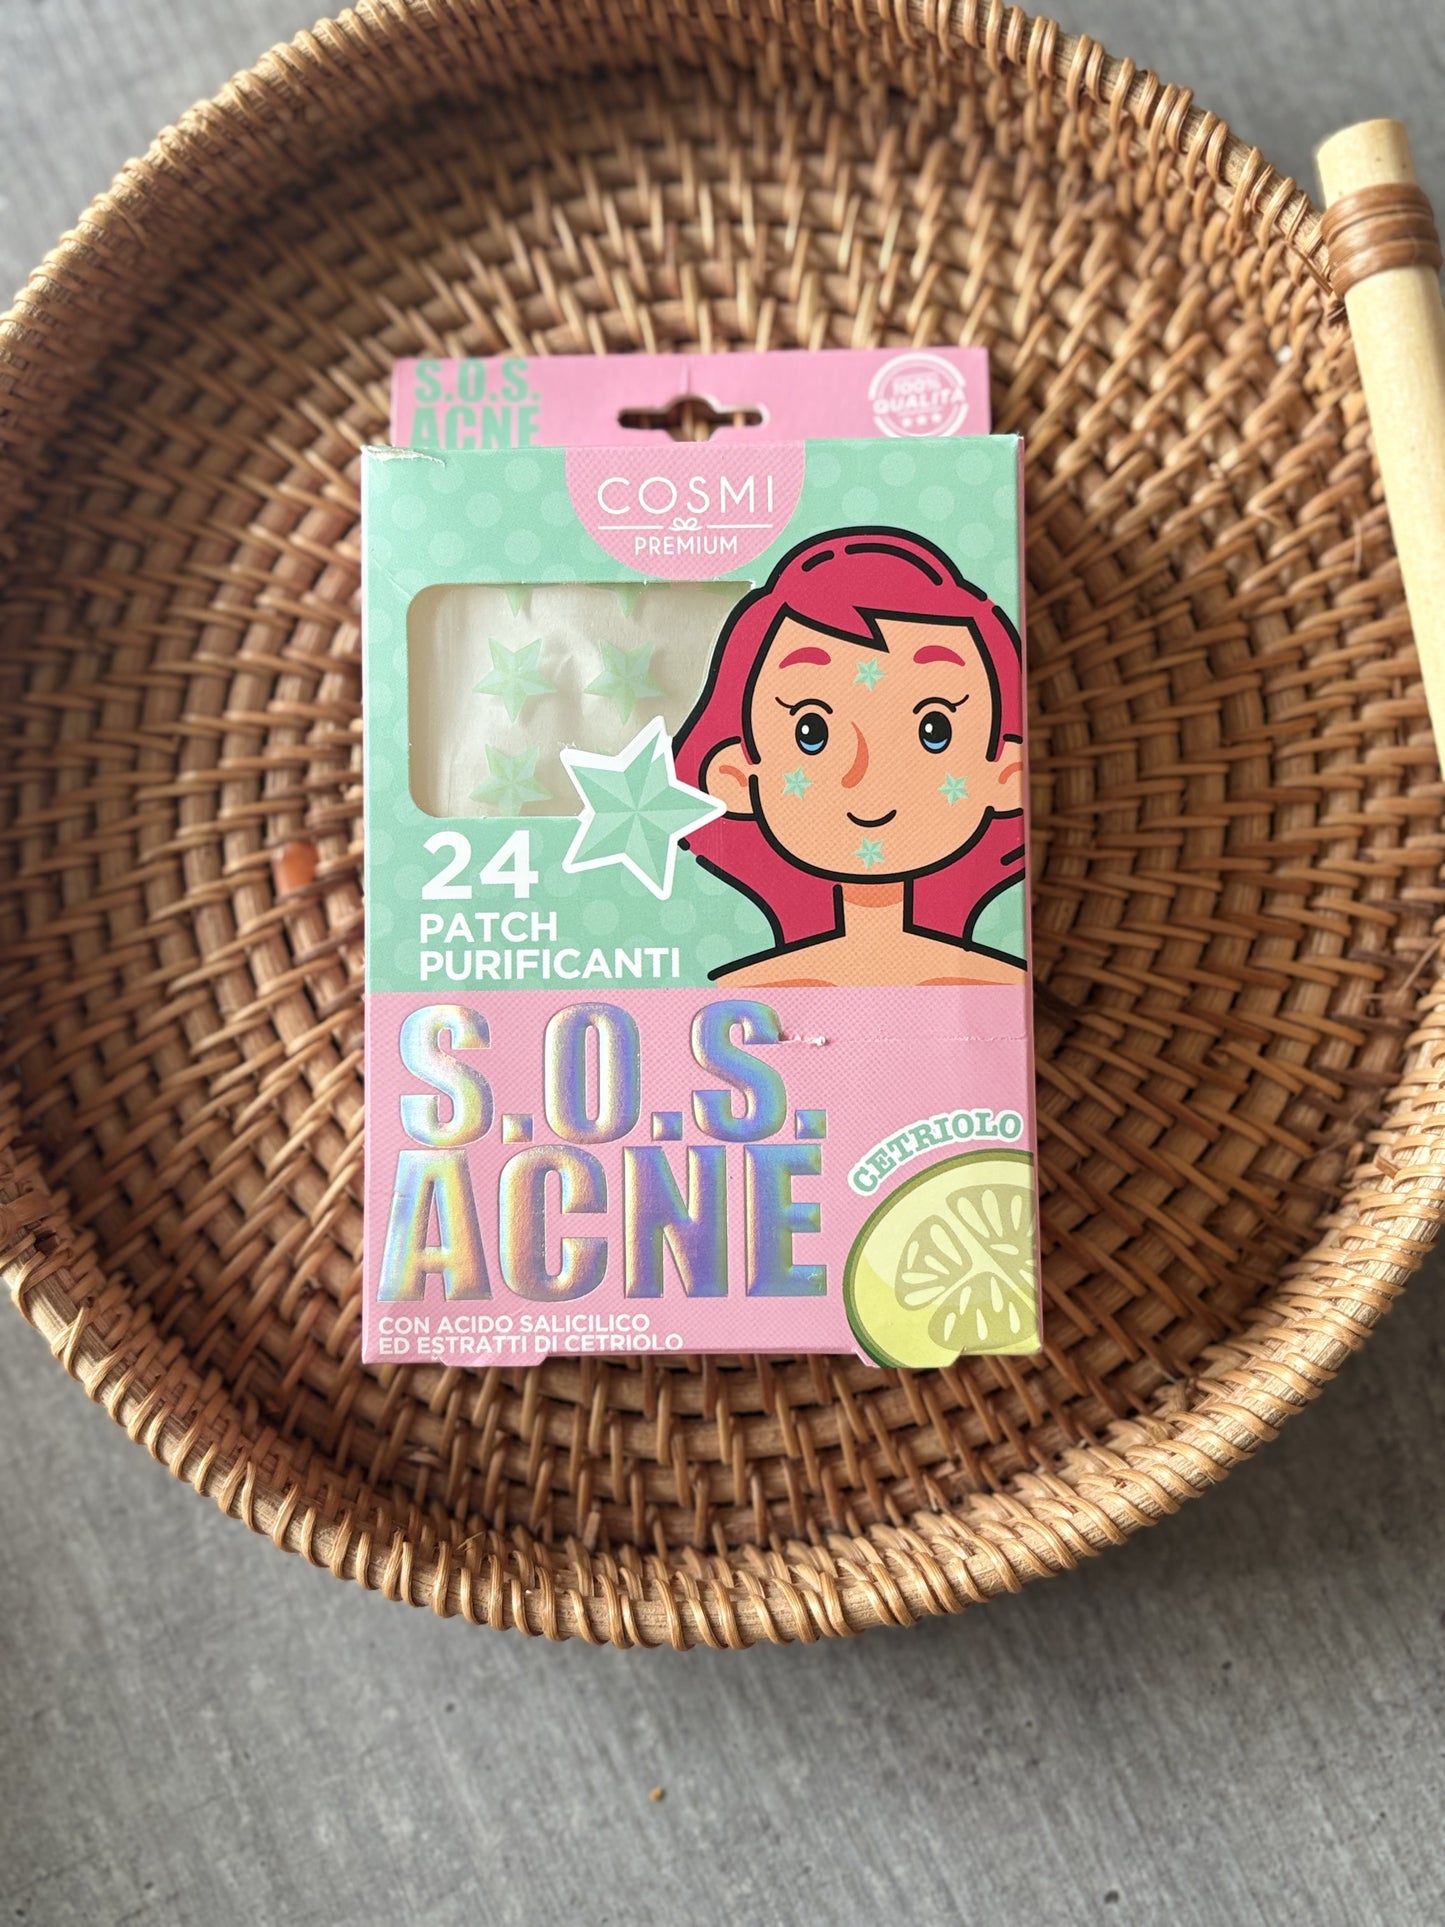 S.O.S.
ACNE
100%
QUALITÀ
COSMI
PREMIUM
24
PATCH
PURIFICANTI
S.O.S.
ACNE
CETRIOLO
CON ACIDO SALICILICO
ED ESTRATTI DI CETRIOLO